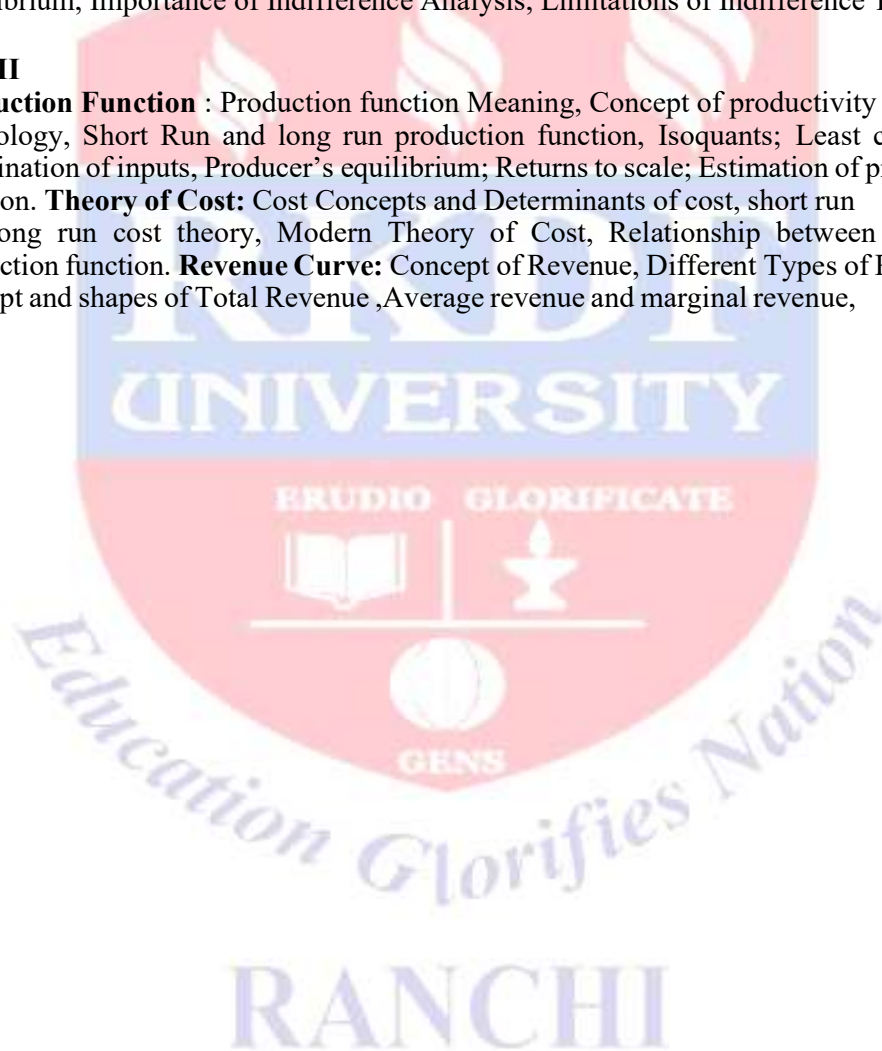 ibrium, Importance of Indifference Analysis, Limitations of Indifference
II
uction Function : Production function Meaning, Concept of productivity
ology, Short Run and long run production function, Isoquants; Least c
ination of inputs, Producer's equilibrium; Returns to scale; Estimation of p
on. Theory of Cost: Cost Concepts and Determinants of cost, short run
ong run cost theory, Modern Theory of Cost, Relationship between
ction function. Revenue Curve: Concept of Revenue, Different Types of
pt and shapes of Total Revenue ,Average revenue and marginal revenue,
RKDF
UNIVERSITY
ERUDIO GLORIFICATE
GENS
Education Glorifies Nation
RANCHI